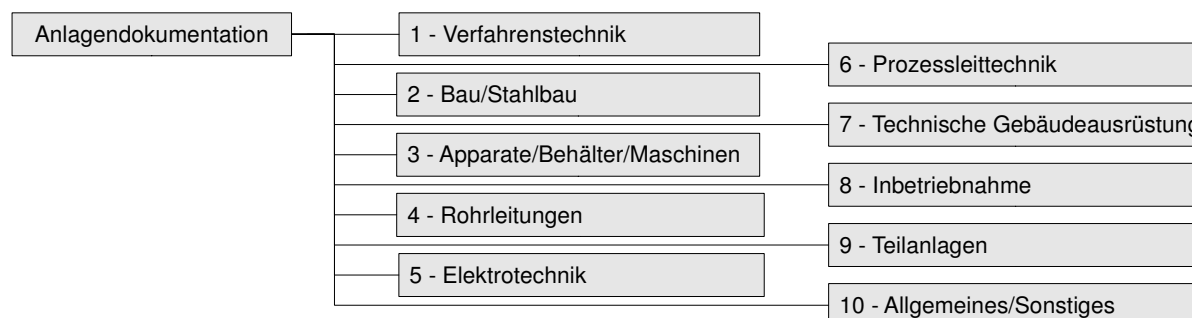 Anlagendokumentation
1 - Verfahrenstechnik
2 - Bau/Stahlbau
3 - Apparate/Behälter/Maschinen
4 - Rohrleitungen
5 - Elektrotechnik
6 - Prozessleittechnik
7 - Technische Gebäudeausrüstung
8 - Inbetriebnahme
9 - Teilanlagen
10 - Allgemeines/Sonstiges